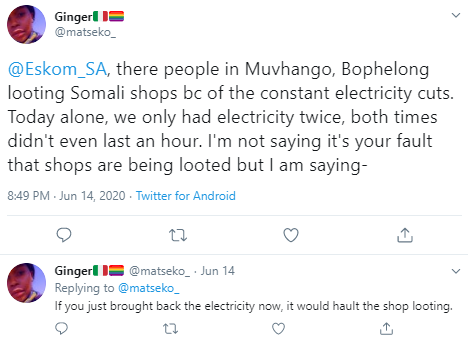 Ginger🇮🇹🏳️‍🌈
@matseko_
@Eskom_SA, there people in Muvhango, Bophelong
looting Somali shops bc of the constant electricity cuts.
Today alone, we only had electricity twice, both times
didn't even last an hour. I'm not saying it's your fault
that shops are being looted but I am saying-
8:49 PM · Jun 14, 2020 · Twitter for Android
Ginger🇮🇹🏳️‍🌈 @matseko_ · Jun 14
Replying to @matseko_
If you just brought back the electricity now, it would hault the shop looting.